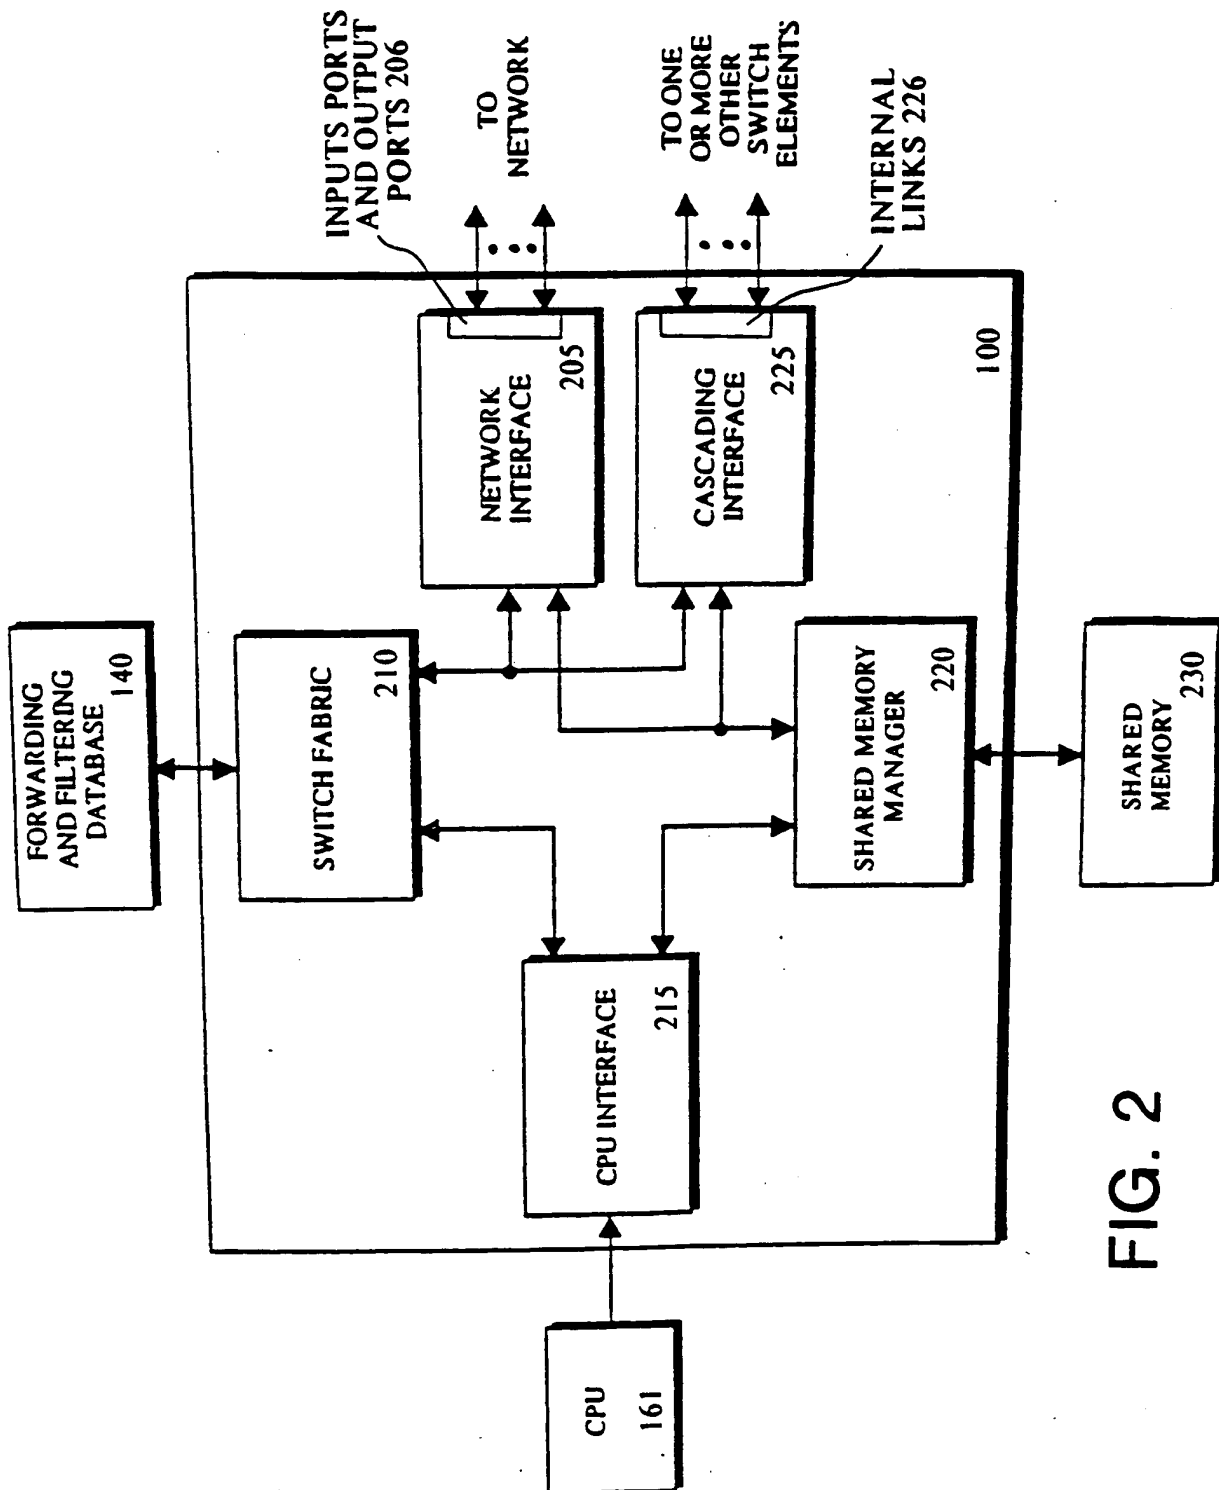 FORWARDING
AND FILTERING
DATABASE
140
SWITCH FABRIC
210
CPU
161
CPU INTERFACE
215
NETWORK
INTERFACE
205
INPUTS PORTS
AND OUTPUT
PORTS 206
TO
NETWORK
CASCADING
INTERFACE
225
TO ONE
OR MORE
OTHER
SWITCH
ELEMENTS
INTERNAL
LINKS 226
SHARED MEMORY
MANAGER
220
100
SHARED
MEMORY
230
FIG. 2